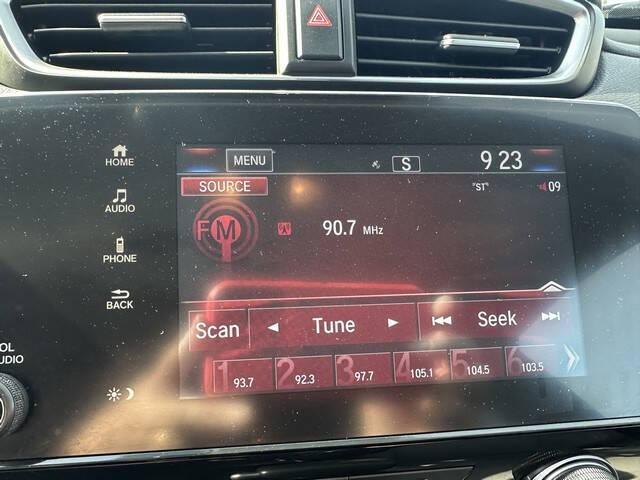 HOME
AUDIO
PHONE
BACK
OL
UDIO
MENU
S
9 23
SOURCE
"ST"
09
FM
90.7 MHz
Scan
Tune
Seek
1 93.7
2 92.3
3 97.7
4 105.1
5 104.5
6 103.5